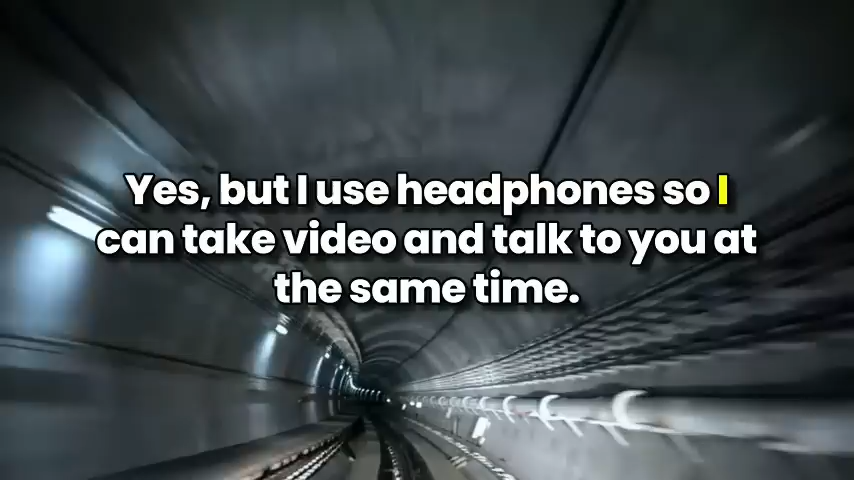 Yes, but I use headphones so I
can take video and talk to you at
the same time.